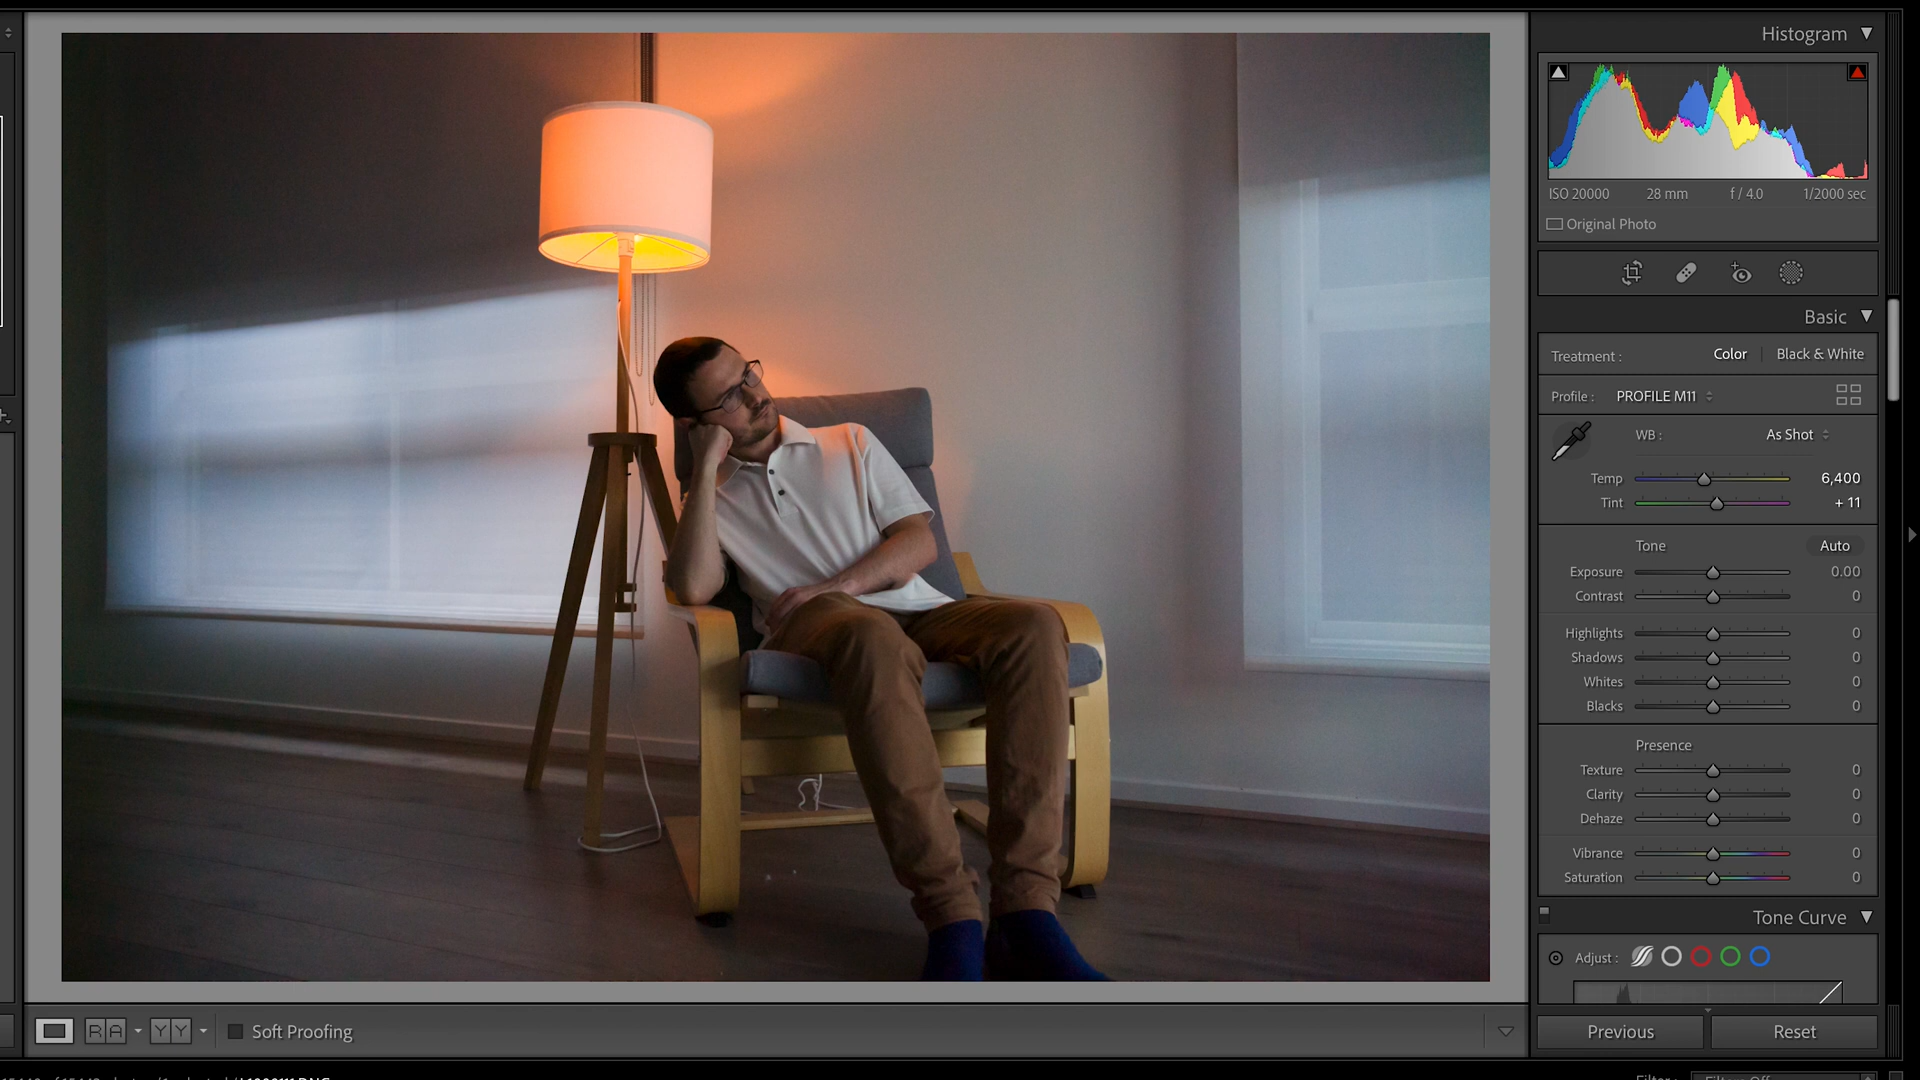 Histogram
ISO 20000 28 mm f / 4.0 1/2000 sec
Original Photo
Basic
Treatment : Color Black & White
Profile : PROFILE M11
WB : As Shot
Temp 6,400
Tint + 11
Tone Auto
Exposure 0.00
Contrast 0
Highlights 0
Shadows 0
Whites 0
Blacks 0
Presence
Texture 0
Clarity 0
Dehaze 0
Vibrance 0
Saturation 0
Tone Curve
Adjust :
R A Y Y Soft Proofing
Previous Reset